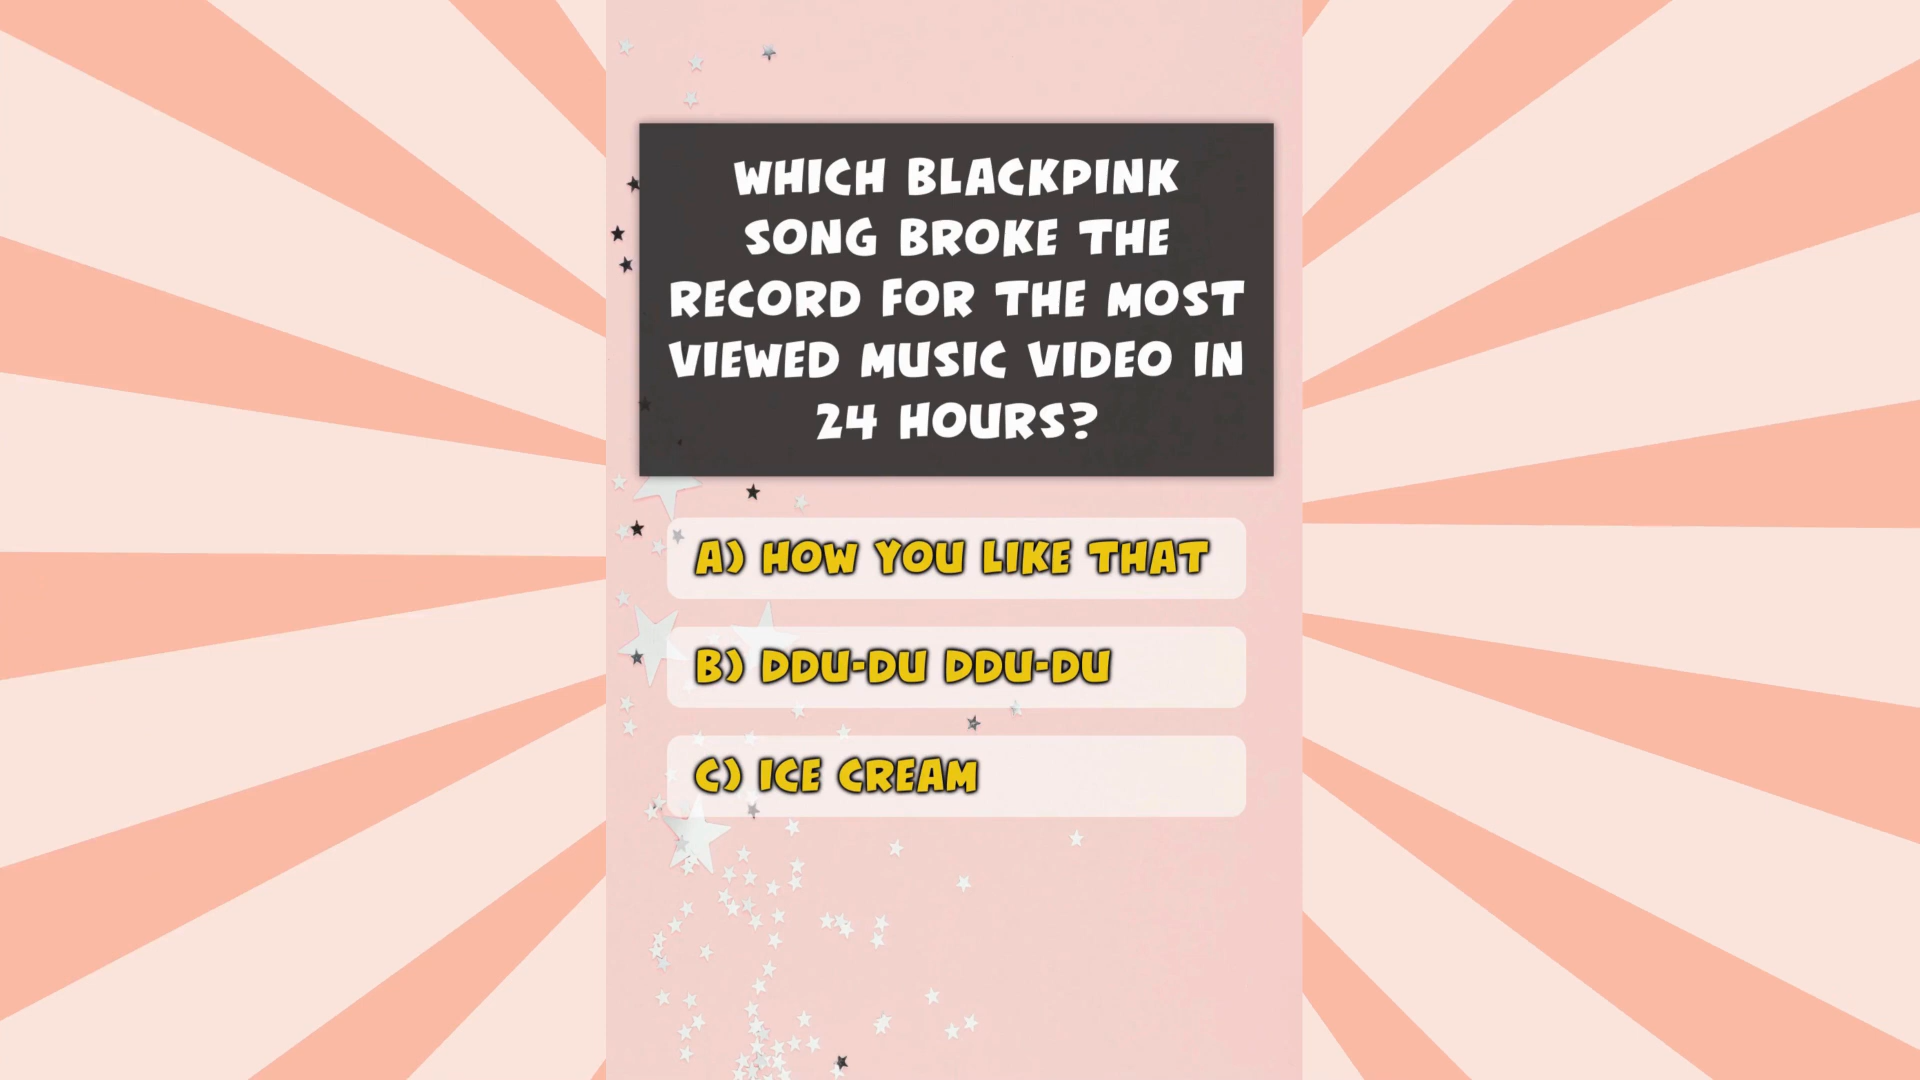 WHICH BLACKPINK
SONG BROKE THE
RECORD FOR THE MOST
VIEWED MUSIC VIDEO IN
24 HOURS?
A) HOW YOU LIKE THAT
B) DDU-DU DDU-DU
C) ICE CREAM